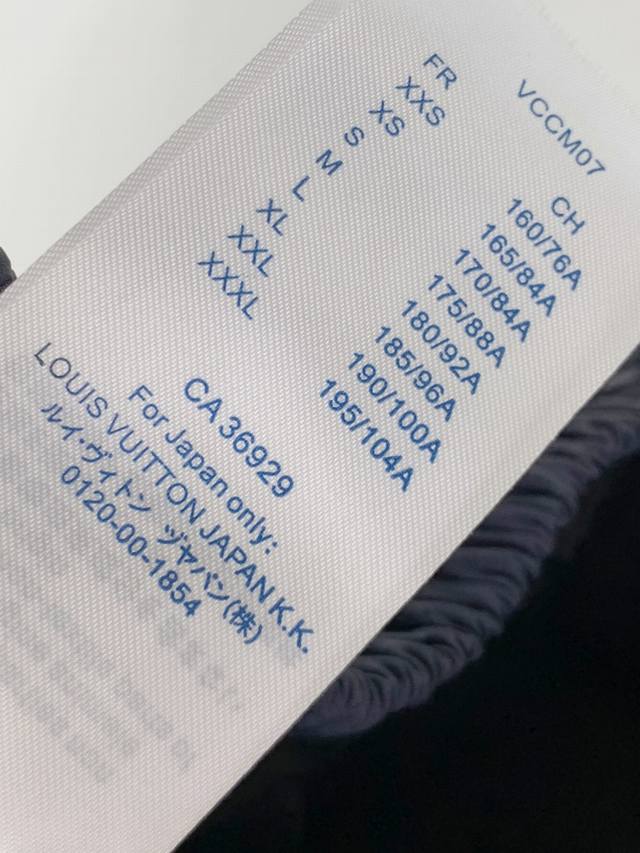 VCCM07
FR CH
XXS 160/76A
XS 165/84A
S 170/84A
M 175/88A
L 180/92A
XL 185/96A
XXL 190/100A
XXXL 195/104A
CA 36929
For Japan only:
LOUIS VUITTON JAPAN K.K.
ルイ・ヴィトン ヅヤパン(株)
0120-00-1854